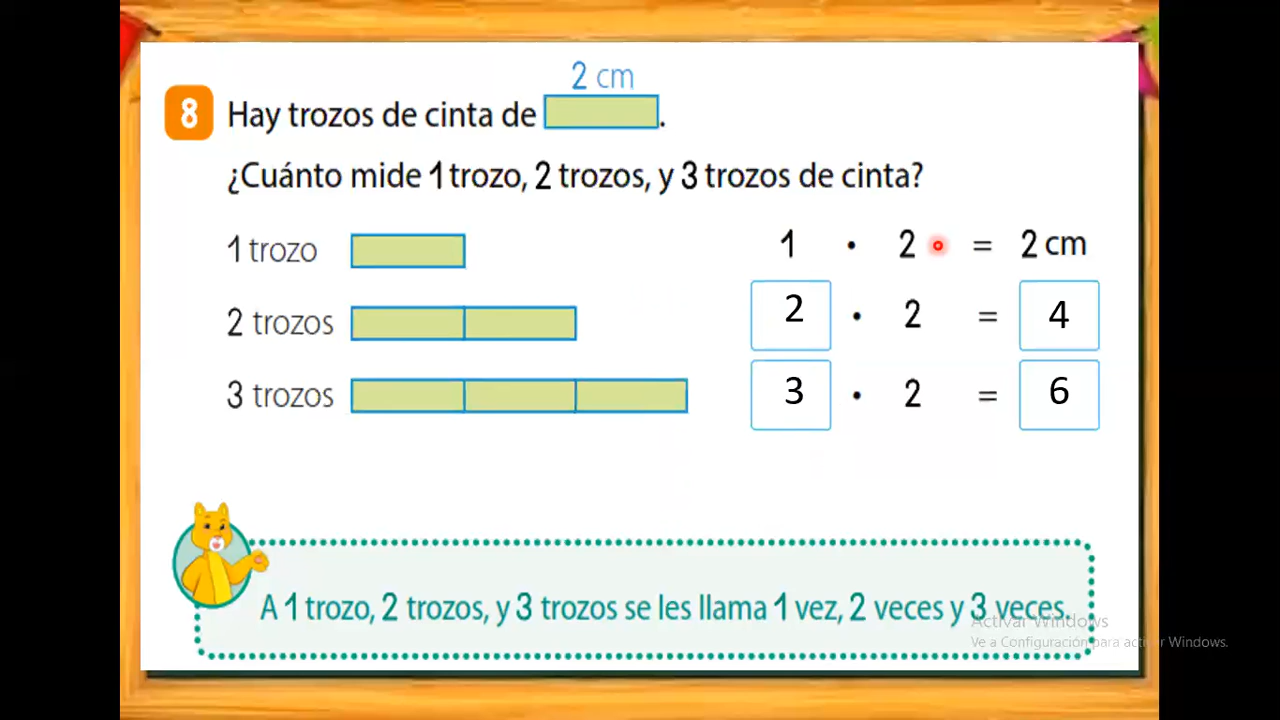 2 cm
8 Hay trozos de cinta de .
¿Cuánto mide 1 trozo, 2 trozos, y 3 trozos de cinta?
1 trozo 1 · 2 = 2 cm
2 trozos 2 · 2 = 4
3 trozos 3 · 2 = 6
A 1 trozo, 2 trozos, y 3 trozos se les llama 1 vez, 2 veces y 3 veces.
Activar Windows
Ve a Configuración para activar Windows.